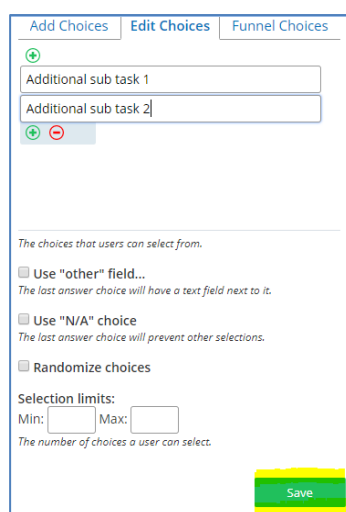 Add Choices Edit Choices Funnel Choices
Additional sub task 1
Additional sub task 2
The choices that users can select from.
Use "other" field...
The last answer choice will have a text field next to it.
Use "N/A" choice
The last answer choice will prevent other selections.
Randomize choices
Selection limits:
Min: Max:
The number of choices a user can select.
Save